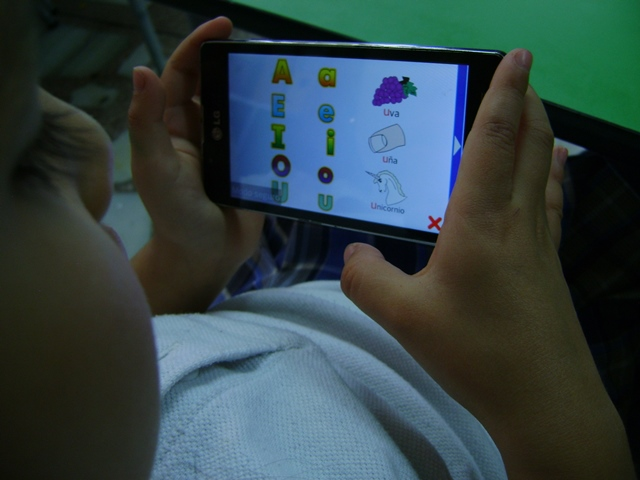 LG
A a
E e
I i
O o
U u
Uva
Uña
Unicornio